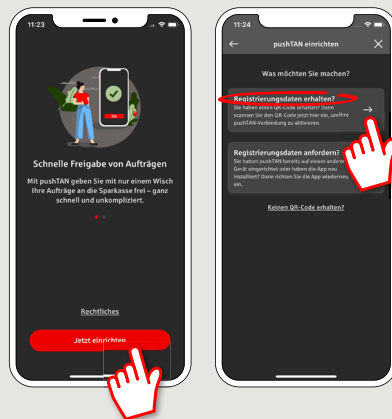 11:23
OK
Schnelle Freigabe von Aufträgen
Mit pushTAN geben Sie mit nur einem Wisch
Ihre Aufträge an die Sparkasse frei – ganz
schnell und unkompliziert.
Rechtliches
Jetzt einrichten
11:24
pushTAN einrichten
Was möchten Sie machen?
Registrierungsdaten erhalten?
Sie haben einen QR-Code erhalten? Dann
scannen Sie den QR-Code jetzt hier ein, um Ihre
pushTAN-Verbindung zu aktivieren.
Registrierungsdaten anfordern?
Sie hatten pushTAN bereits auf einem anderen
Gerät eingerichtet oder haben die App neu
installiert? Dann richten Sie die App wieder neu
ein.
Keinen QR-Code erhalten?